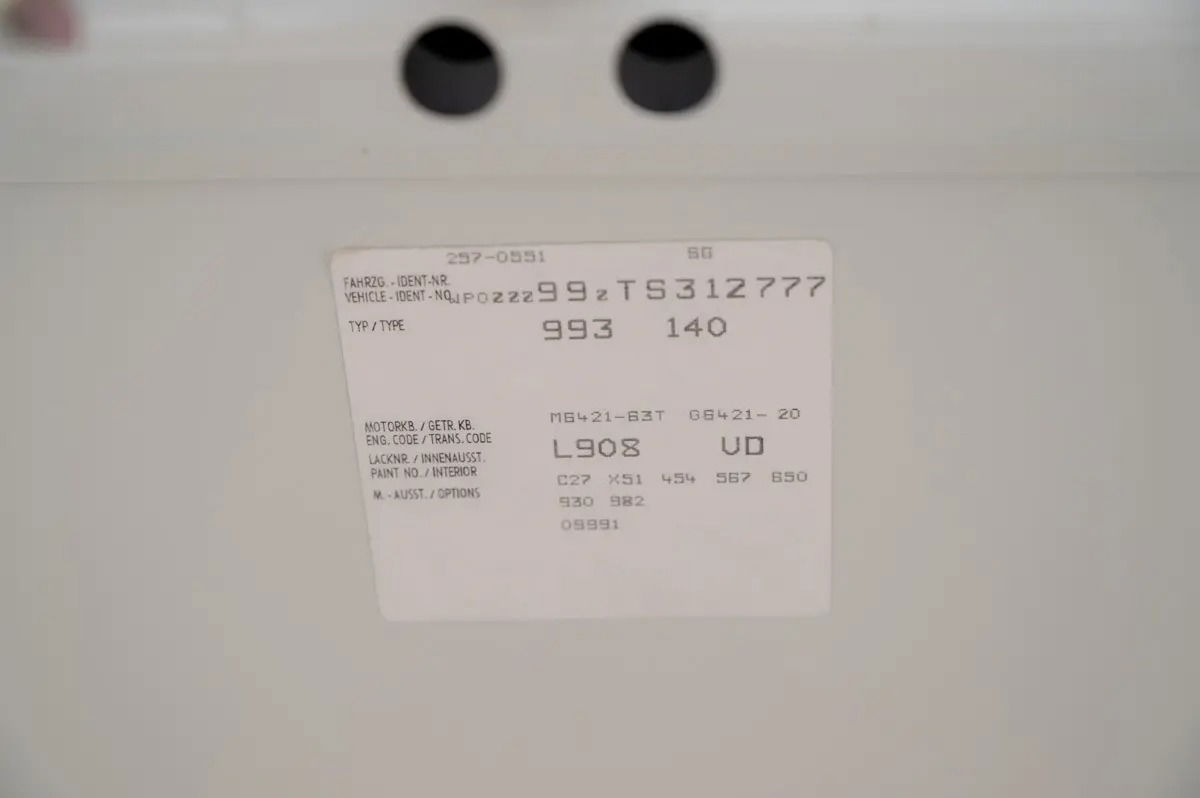 257-0551 SG
FAHRZG.-IDENT-NR.
VEHICLE-IDENT-NO. WP0ZZZ99ZTS312777
TYP / TYPE 993 140
MOTORKB. / GETR. KB. M6421-63T G6421-20
ENG. CODE / TRANS. CODE
LACKNR. / INNENAUSST. L908 VD
PAINT NO. / INTERIOR
M.-AUSST. / OPTIONS C27 X51 454 567 650
930 982
09991